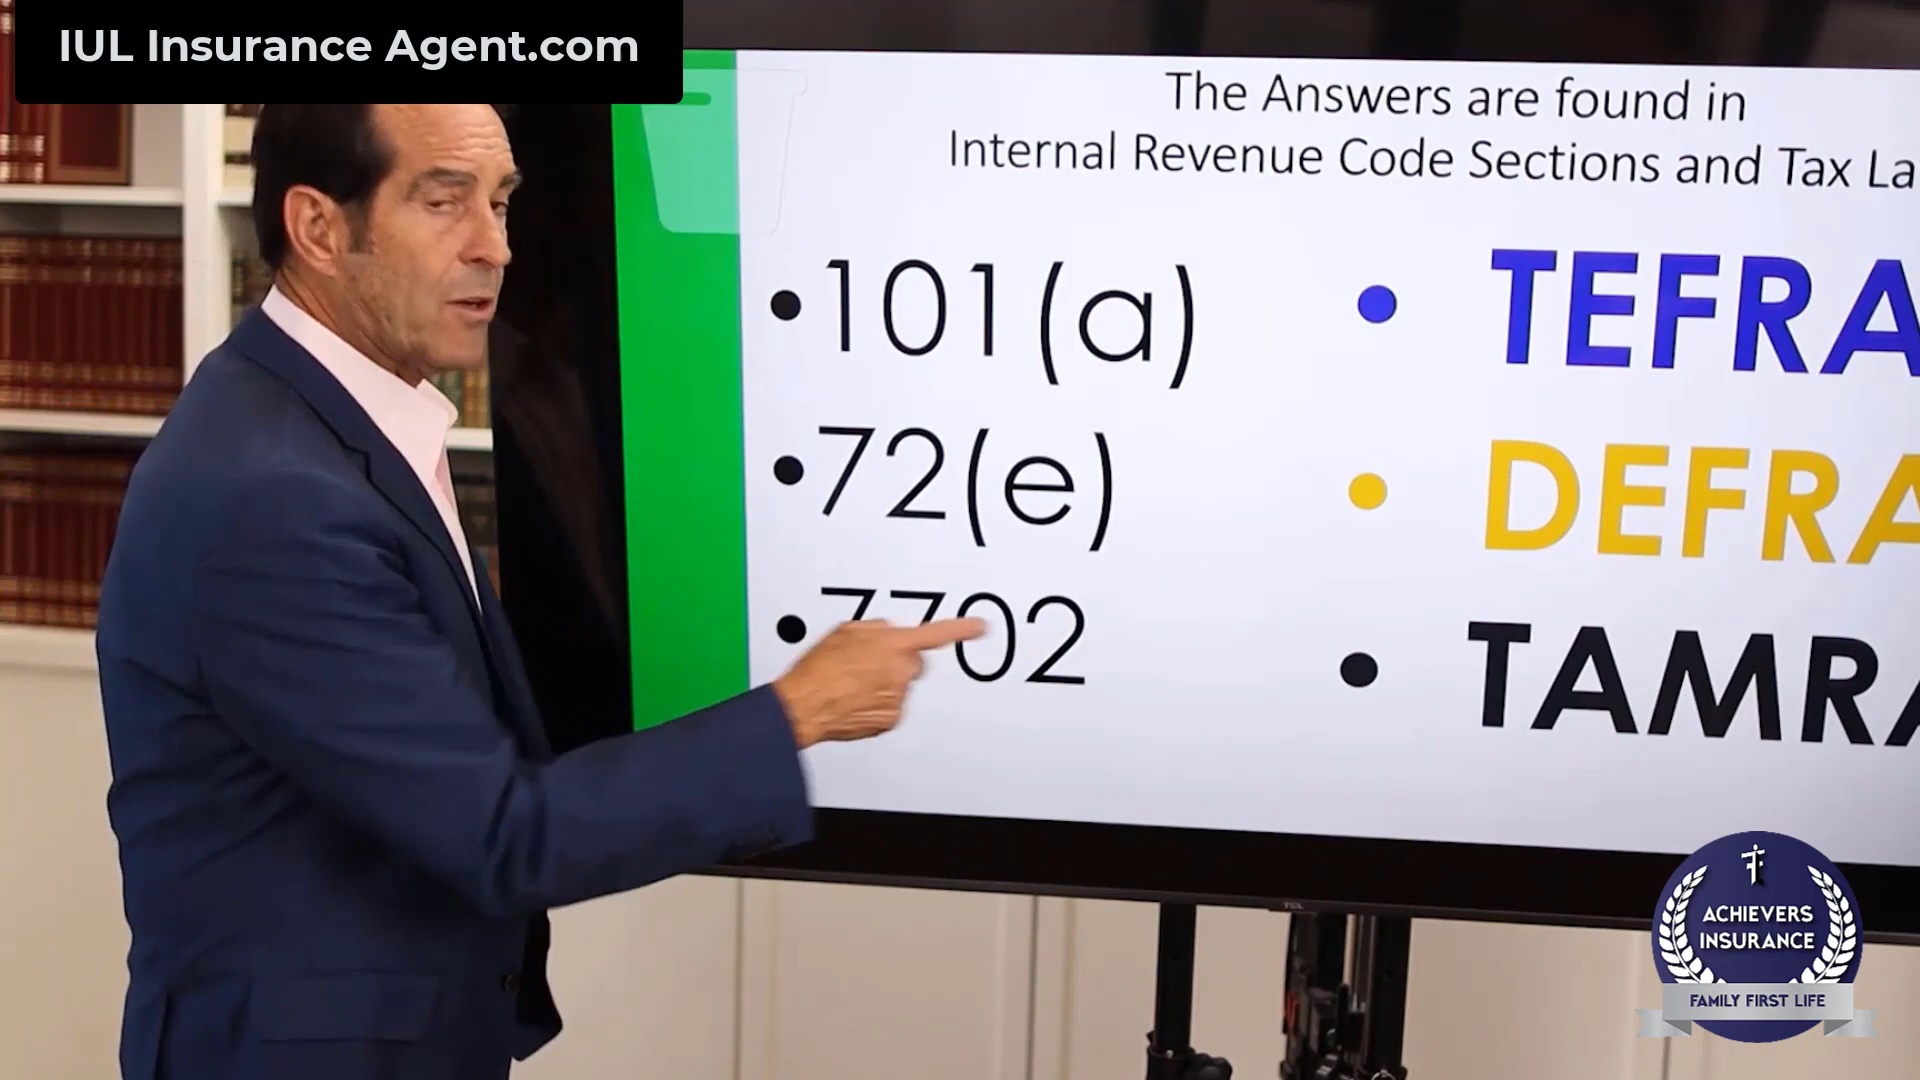 IUL Insurance Agent.com
The Answers are found in
Internal Revenue Code Sections and Tax La
•101(a)
•72(e)
•7702
• TEFRA
• DEFRA
• TAMRA
TCL
ACHIEVERS
INSURANCE
FAMILY FIRST LIFE